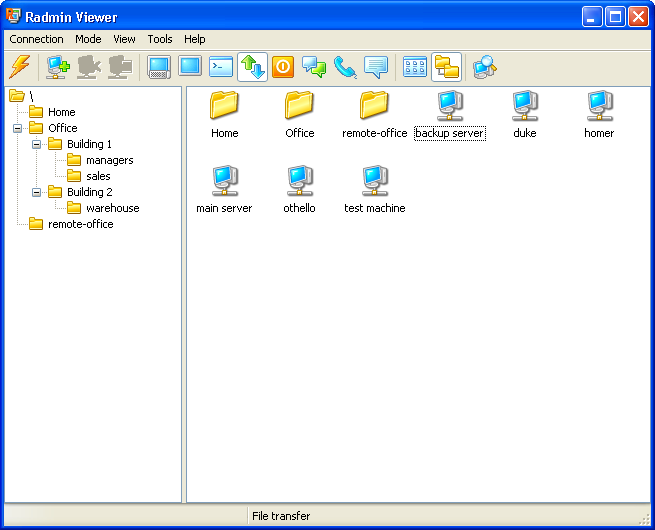 Radmin Viewer
Connection Mode View Tools Help
\
Home
Office
Building 1
managers
sales
Building 2
warehouse
remote-office
Home Office remote-office backup server duke homer
main server othello test machine
File transfer